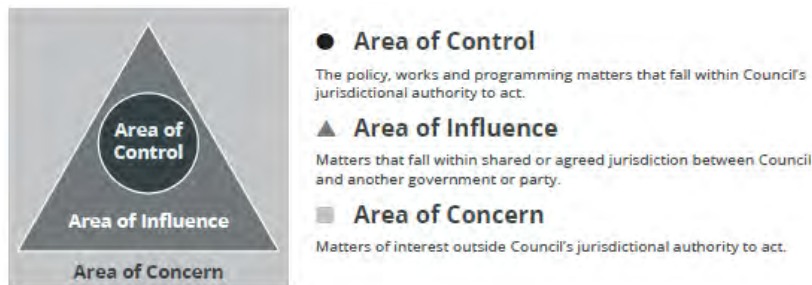 Area of
Control
Area of Influence
Area of Concern
Area of Control
The policy, works and programming matters that fall within Council's
jurisdictional authority to act.
Area of Influence
Matters that fall within shared or agreed jurisdiction between Council
and another government or party.
Area of Concern
Matters of interest outside Council's jurisdictional authority to act.